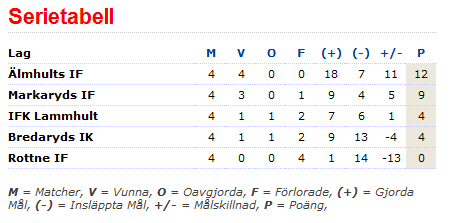 Serietabell
Lag M V O F (+) (-) +/- P
Älmhults IF 4 4 0 0 18 7 11 12
Markaryds IF 4 3 0 1 9 4 5 9
IFK Lammhult 4 1 1 2 7 6 1 4
Bredaryds IK 4 1 1 2 9 13 -4 4
Rottne IF 4 0 0 4 1 14 -13 0
M = Matcher, V = Vunna, O = Oavgjorda, F = Förlorade, (+) = Gjorda
Mål, (-) = Insläppta Mål, +/- = Målskillnad, P = Poäng,